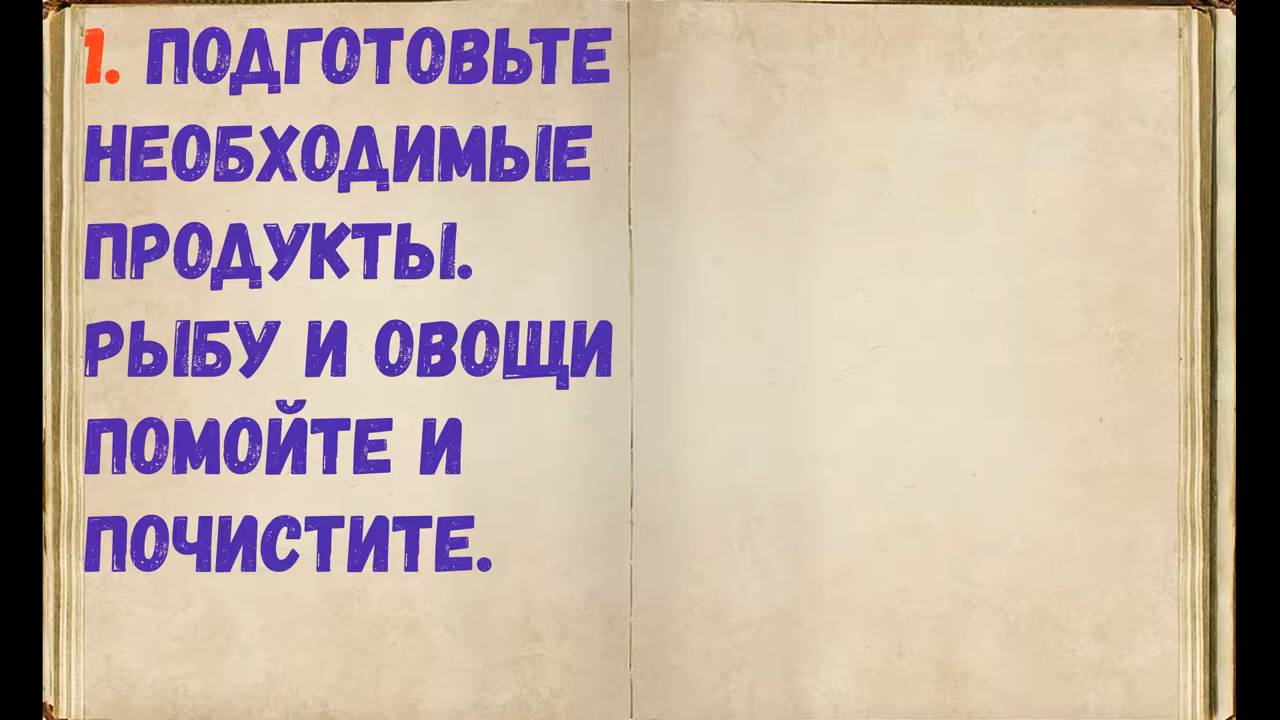 1. ПОДГОТОВЬТЕ
НЕОБХОДИМЫЕ
ПРОДУКТЫ.
РЫБУ И ОВОЩИ
ПОМОЙТЕ И
ПОЧИСТИТЕ.